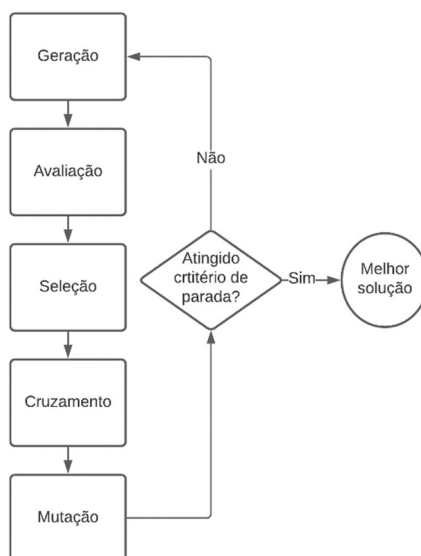 Geração
Não
Avaliação
Atingido
crtitério de
parada?
Sim
Melhor
solução
Seleção
Cruzamento
Mutação